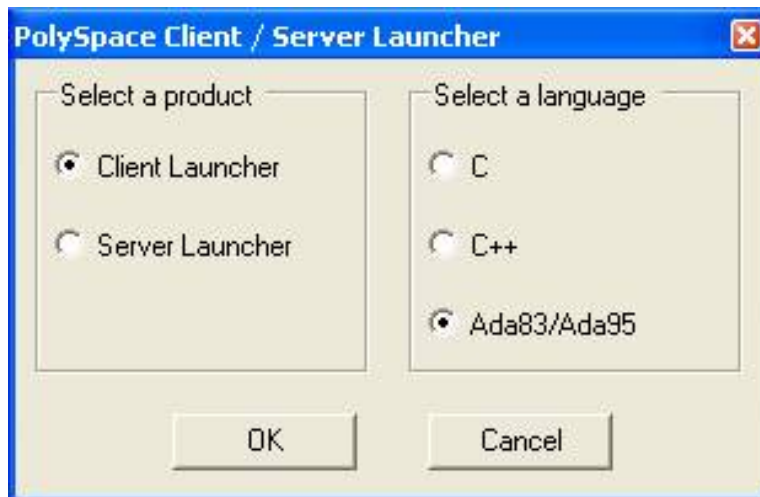 PolySpace Client / Server Launcher
Select a product
Client Launcher
Server Launcher
Select a language
C
C++
Ada83/Ada95
OK
Cancel